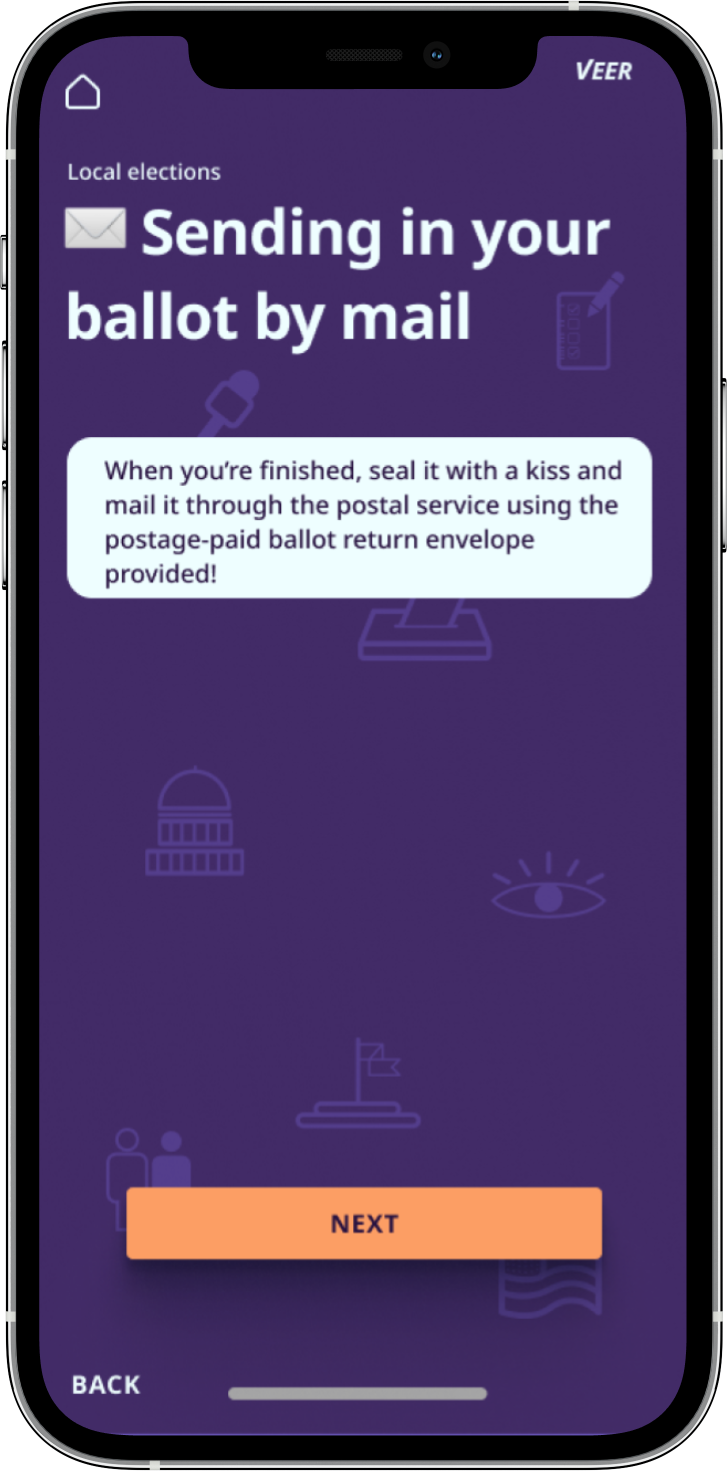 VEER
Local elections
Sending in your
ballot by mail
When you’re finished, seal it with a kiss and
mail it through the postal service using the
postage-paid ballot return envelope
provided!
NEXT
BACK